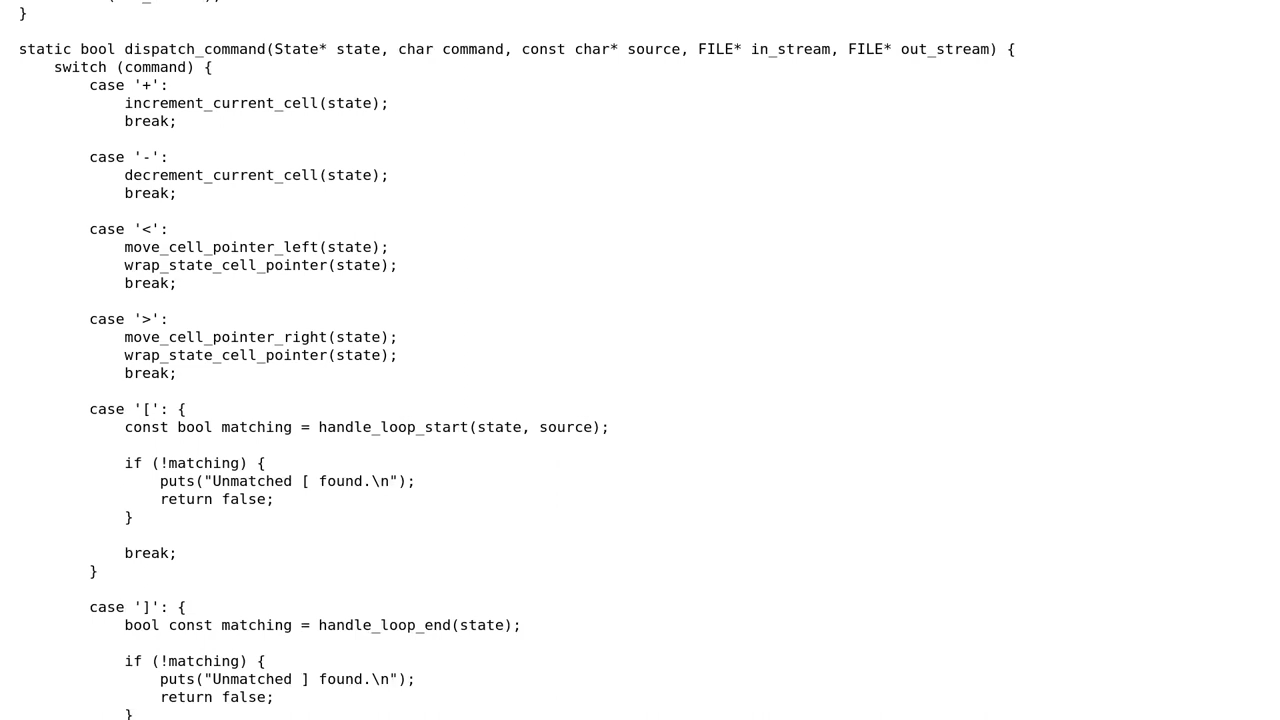 }
static bool dispatch_command(State* state, char command, const char* source, FILE* in_stream, FILE* out_stream) {
    switch (command) {
        case '+':
            increment_current_cell(state);
            break;

        case '-':
            decrement_current_cell(state);
            break;

        case '<':
            move_cell_pointer_left(state);
            wrap_state_cell_pointer(state);
            break;

        case '>':
            move_cell_pointer_right(state);
            wrap_state_cell_pointer(state);
            break;

        case '[': {
            const bool matching = handle_loop_start(state, source);

            if (!matching) {
                puts("Unmatched [ found.\n");
                return false;
            }

            break;
        }

        case ']': {
            bool const matching = handle_loop_end(state);

            if (!matching) {
                puts("Unmatched ] found.\n");
                return false;
            }